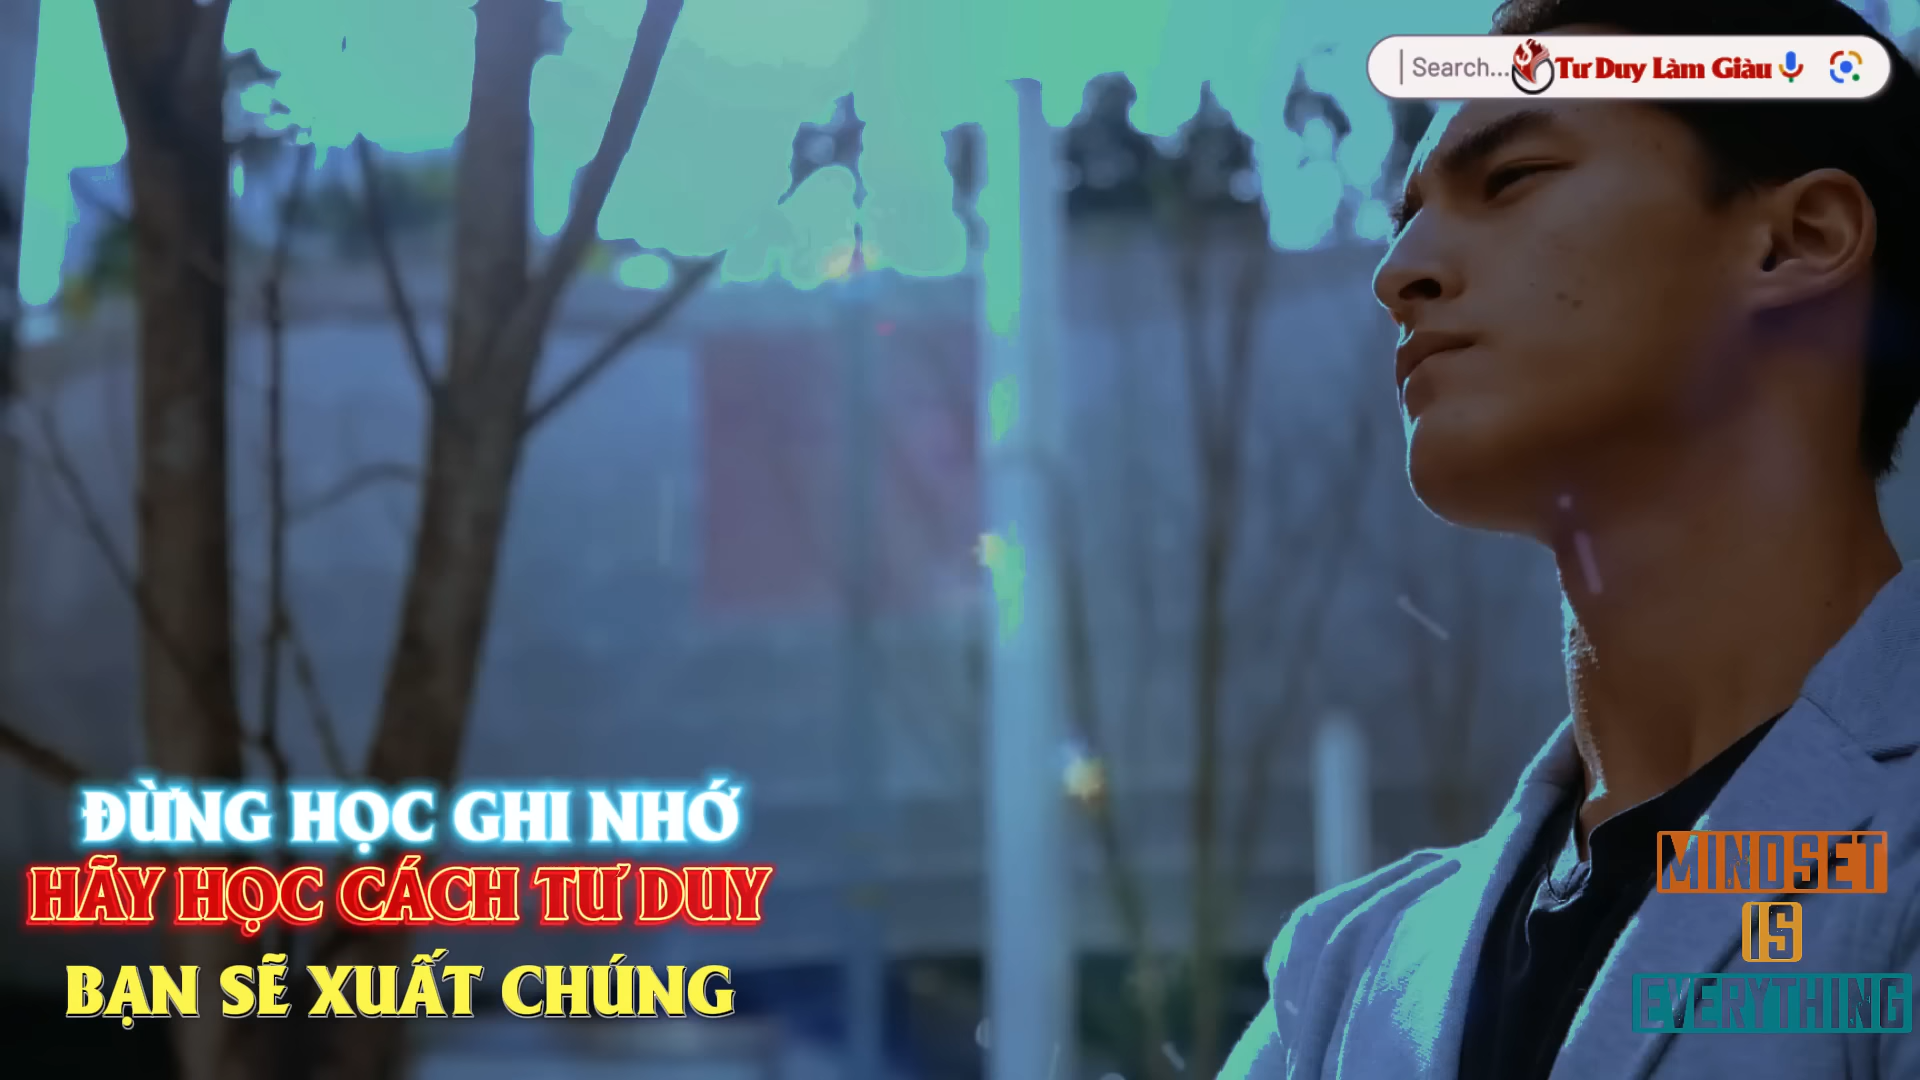 Search... Tư Duy Làm Giàu
ĐỪNG HỌC GHI NHỚ
HÃY HỌC CÁCH TƯ DUY
BẠN SẼ XUẤT CHÚNG
MINDSET
IS
EVERYTHING